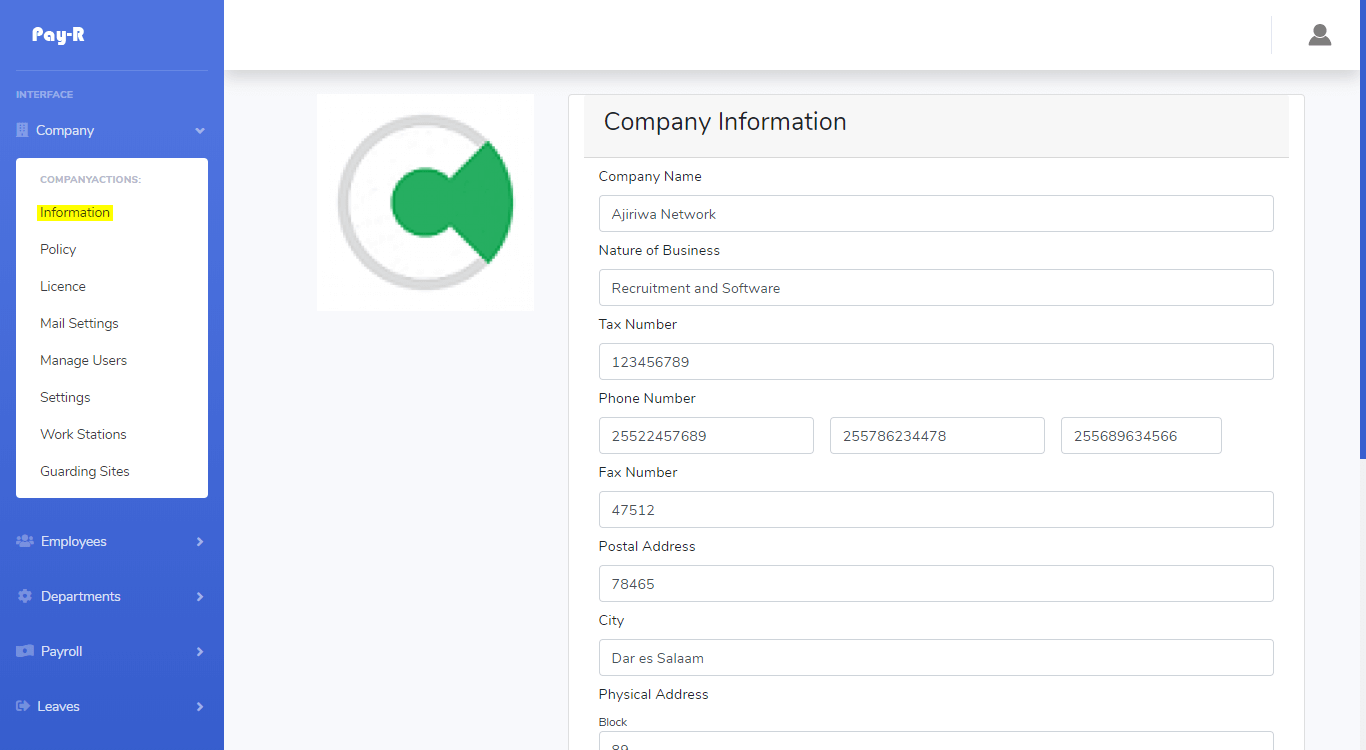 Pay-R
INTERFACE
Company
COMPANYACTIONS:
Information
Policy
Licence
Mail Settings
Manage Users
Settings
Work Stations
Guarding Sites
Employees
Departments
Payroll
Leaves
Company Information
Company Name
Ajiriwa Network
Nature of Business
Recruitment and Software
Tax Number
123456789
Phone Number
25522457689 255786234478 255689634566
Fax Number
47512
Postal Address
78465
City
Dar es Salaam
Physical Address
Block
89